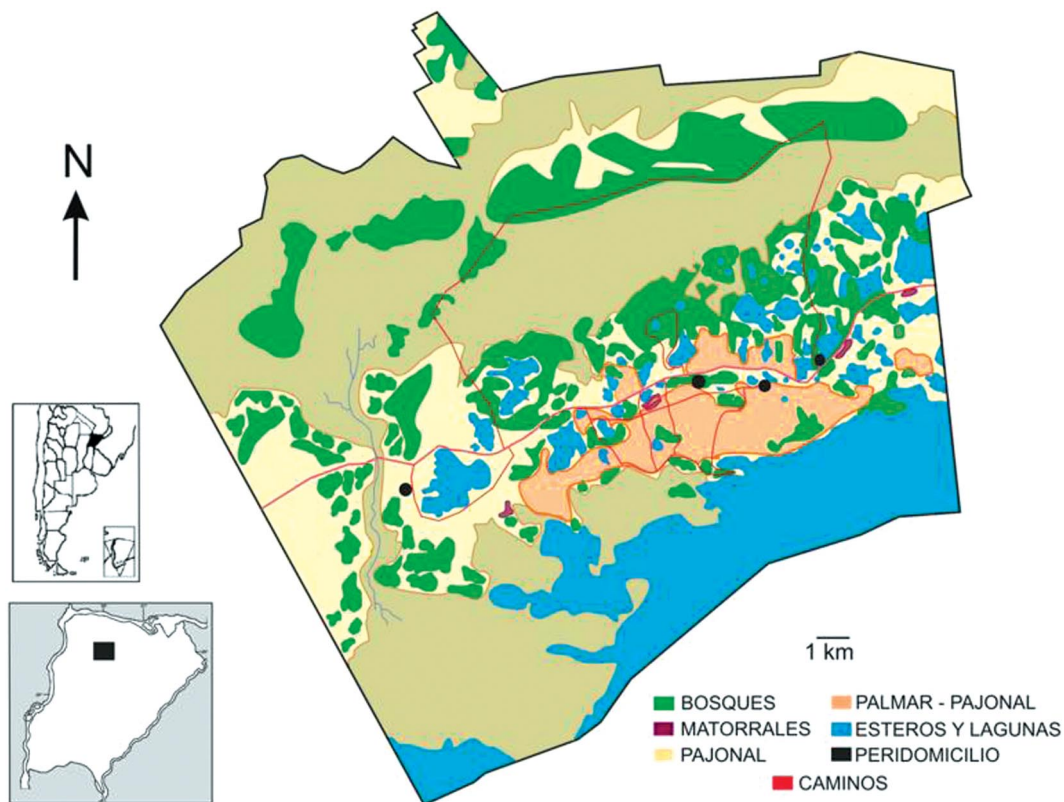 N
1 km
BOSQUES
MATORRALES
PAJONAL
PALMAR - PAJONAL
ESTEROS Y LAGUNAS
PERIDOMICILIO
CAMINOS